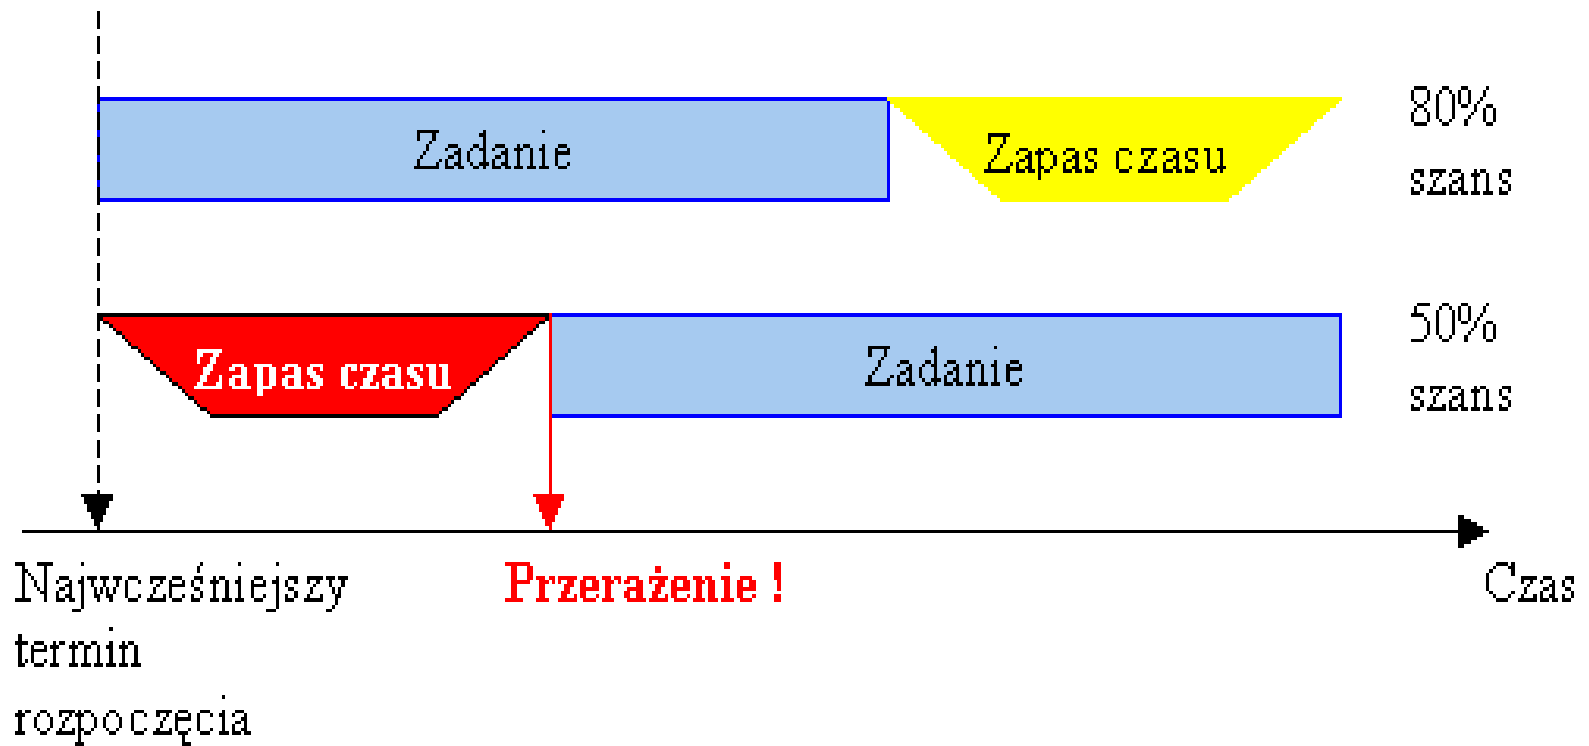 Zadanie
Zapas czasu
80%
szans
Zapas czasu
Zadanie
50%
szans
Najwcześniejszy
termin
rozpoczęcia
Przerażenie !
Czas